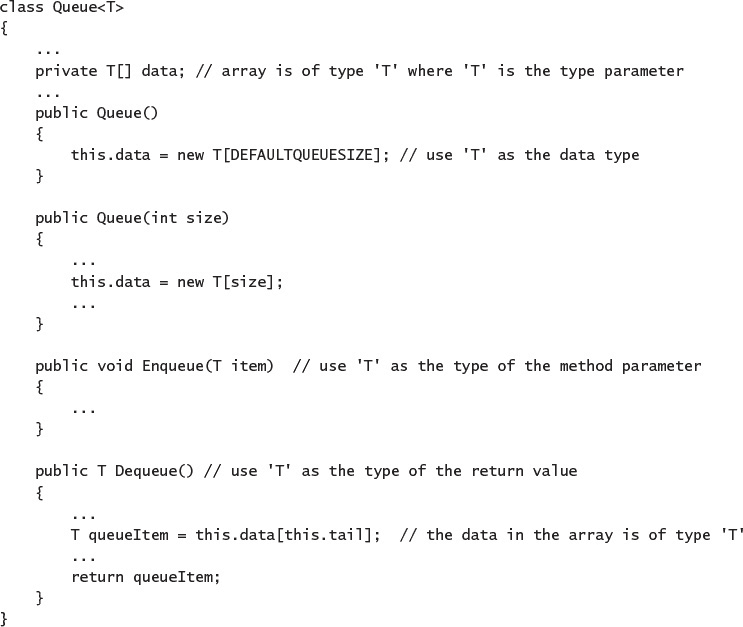 class Queue<T>
{
    ...
    private T[] data; // array is of type 'T' where 'T' is the type parameter
    ...
    public Queue()
    {
        this.data = new T[DEFAULTQUEUESIZE]; // use 'T' as the data type
    }

    public Queue(int size)
    {
        ...
        this.data = new T[size];
        ...
    }

    public void Enqueue(T item)  // use 'T' as the type of the method parameter
    {
        ...
    }

    public T Dequeue() // use 'T' as the type of the return value
    {
        ...
        T queueItem = this.data[this.tail];  // the data in the array is of type 'T'
        ...
        return queueItem;
    }
}